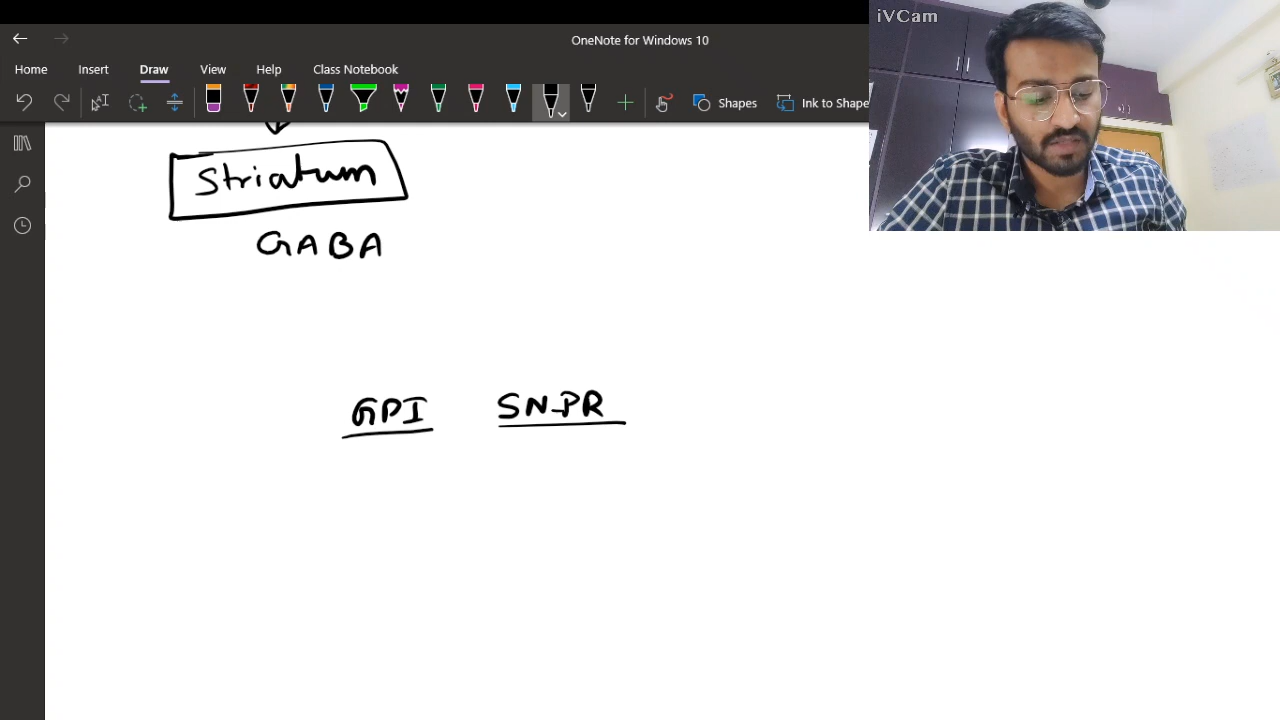 iVCam
OneNote for Windows 10
Home Insert Draw View Help Class Notebook
Shapes Ink to Shape
Striatum
GABA
GPI SNPR